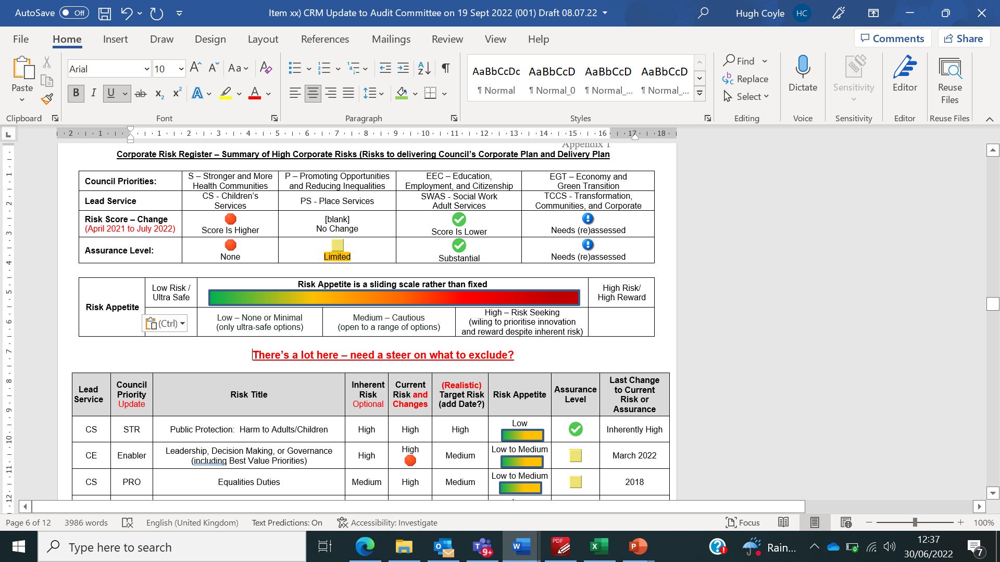 AutoSave Off
Item xx) CRM Update to Audit Committee on 19 Sept 2022 (001) Draft 08.07.22
Hugh Coyle HC
File Home Insert Draw Design Layout References Mailings Review View Help Comments Share
Paste
Arial 10
Aa
B I U ab x₂ x² A A
AaBbCcDc AaBbCcD AaBbCcD AaBbCcD
¶ Normal ¶ Normal_0 ¶ Normal_... ¶ Normal_...
Find
Replace
Select
Dictate
Sensitivity
Editor
Reuse
Files
Clipboard Font Paragraph Styles Editing Voice Sensitivity Editor Reuse Files
2 1 1 2 3 4 5 6 7 8 9 10 11 12 13 14 15 16 17 18
1 2 3 4 5 6 7 8 9 10 11 12
Appendix 1
Corporate Risk Register – Summary of High Corporate Risks (Risks to delivering Council's Corporate Plan and Delivery Plan
Council Priorities:
S – Stronger and More
Health Communities
P – Promoting Opportunities
and Reducing Inequalities
EEC – Education,
Employment, and Citizenship
EGT – Economy and
Green Transition
Lead Service
CS - Children's
Services
PS - Place Services
SWAS - Social Work
Adult Services
TCCS - Transformation,
Communities, and Corporate
Risk Score – Change
(April 2021 to July 2022)
Score Is Higher
[blank]
No Change
Score Is Lower
Needs (re)assessed
Assurance Level:
None
Limited
Substantial
Needs (re)assessed
Risk Appetite
Low Risk /
Ultra Safe
Risk Appetite is a sliding scale rather than fixed
High Risk/
High Reward
(Ctrl)
Low – None or Minimal
(only ultra-safe options)
Medium – Cautious
(open to a range of options)
High – Risk Seeking
(wiling to prioritise innovation
and reward despite inherent risk)
There's a lot here – need a steer on what to exclude?
Lead
Service
Council
Priority
Update
Risk Title
Inherent
Risk
Optional
Current
Risk and
Changes
(Realistic)
Target Risk
(add Date?)
Risk Appetite
Assurance
Level
Last Change
to Current
Risk or
Assurance
CS STR Public Protection: Harm to Adults/Children High High High Low Inherently High
CE Enabler Leadership, Decision Making, or Governance
(including Best Value Priorities) High High Medium Low to Medium March 2022
CS PRO Equalities Duties Medium High Medium Low to Medium 2018
Page 6 of 12 3986 words English (United Kingdom) Text Predictions: On Accessibility: Investigate Focus 100%
Type here to search
9+
PDF
Rain...
12:37
30/06/2022
7